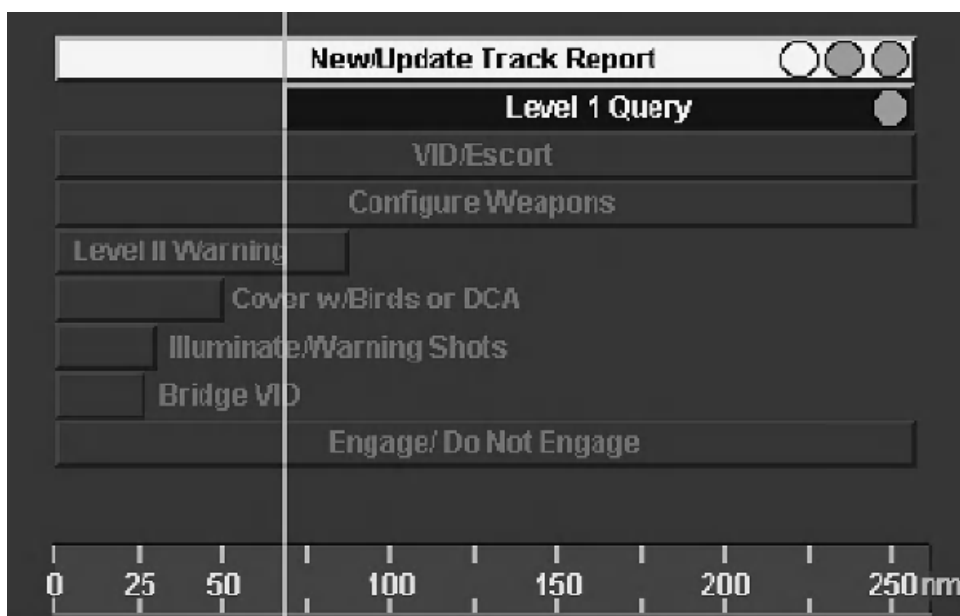 New/Update Track Report
Level 1 Query
VID/Escort
Configure Weapons
Level II Warning
Cover w/Birds or DCA
Illuminate/Warning Shots
Bridge VID
Engage/ Do Not Engage
0 25 50 100 150 200 250nm